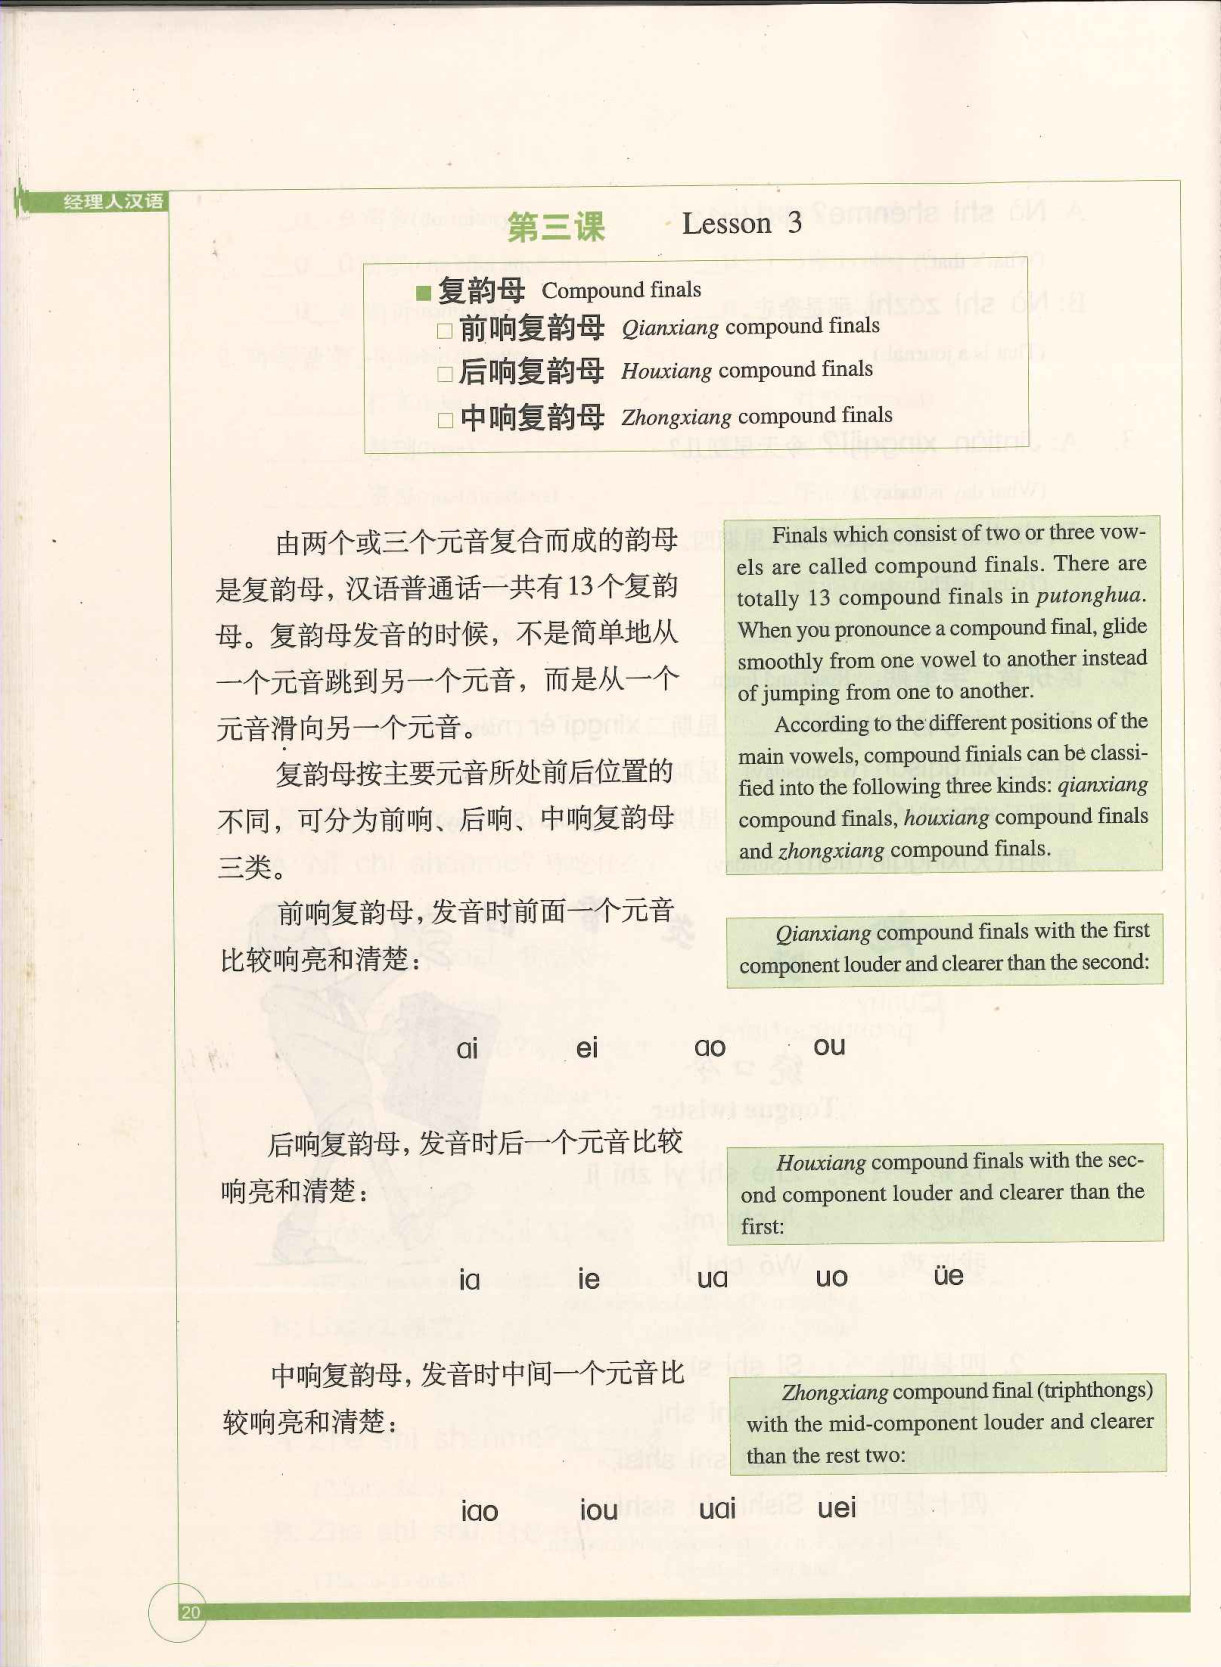 经理人汉语
第三课 Lesson 3
■复韵母 Compound finals
□前响复韵母 Qianxiang compound finals
□后响复韵母 Houxiang compound finals
□中响复韵母 Zhongxiang compound finals
由两个或三个元音复合而成的韵母
是复韵母，汉语普通话一共有13个复韵
母。复韵母发音的时候，不是简单地从
一个元音跳到另一个元音，而是从一个
元音滑向另一个元音。
复韵母按主要元音所处前后位置的
不同，可分为前响、后响、中响复韵母
三类。
Finals which consist of two or three vow-
els are called compound finals. There are
totally 13 compound finals in putonghua.
When you pronounce a compound final, glide
smoothly from one vowel to another instead
of jumping from one to another.
According to the different positions of the
main vowels, compound finials can be classi-
fied into the following three kinds: qianxiang
compound finals, houxiang compound finals
and zhongxiang compound finals.
前响复韵母，发音时前面一个元音
比较响亮和清楚：
Qianxiang compound finals with the first
component louder and clearer than the second:
ai ei ao ou
后响复韵母，发音时后一个元音比较
响亮和清楚：
Houxiang compound finals with the sec-
ond component louder and clearer than the
first:
ia ie ua uo üe
中响复韵母，发音时中间一个元音比
较响亮和清楚：
Zhongxiang compound final (triphthongs)
with the mid-component louder and clearer
than the rest two:
iao iou uai uei
20